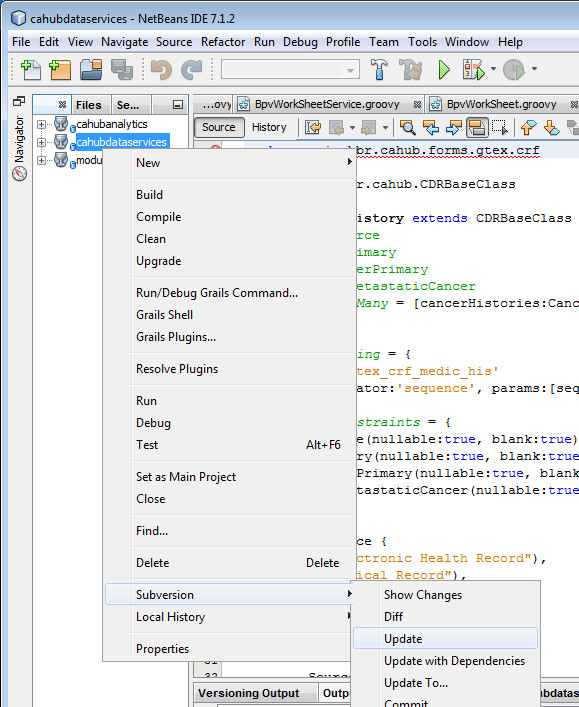 cahubdataservices - NetBeans IDE 7.1.2
File Edit View Navigate Source Refactor Run Debug Profile Team Tools Window Help
Files Se...
...ovy BpvWorkSheetService.groovy BpvWorkSheet.groovy
Navigator
cahubanalytics
cahubdataservices
modu
Source History
br.cahub.forms.gtex.crf
r.cahub.CDRBaseClass
istory extends CDRBaseClass
rce
imary
erPrimary
etastaticCancer
Many = [cancerHistories:Canc
ing = {
tex_crf_medic_his'
ator:'sequence', params:[seq
straints = {
e(nullable:true, blank:true)
ry(nullable:true, blank:true
Primary(nullable:true, blank
tastaticCancer(nullable:true
ce {
ctronic Health Record"),
ical Record"),
New
Build
Compile
Clean
Upgrade
Run/Debug Grails Command...
Grails Shell
Grails Plugins...
Resolve Plugins
Run
Debug
Test Alt+F6
Set as Main Project
Close
Find...
Delete Delete
Subversion
Local History
Properties
Show Changes
Diff
Update
Update with Dependencies
Update To...
Commit
Versioning Output Outpu ubdatas